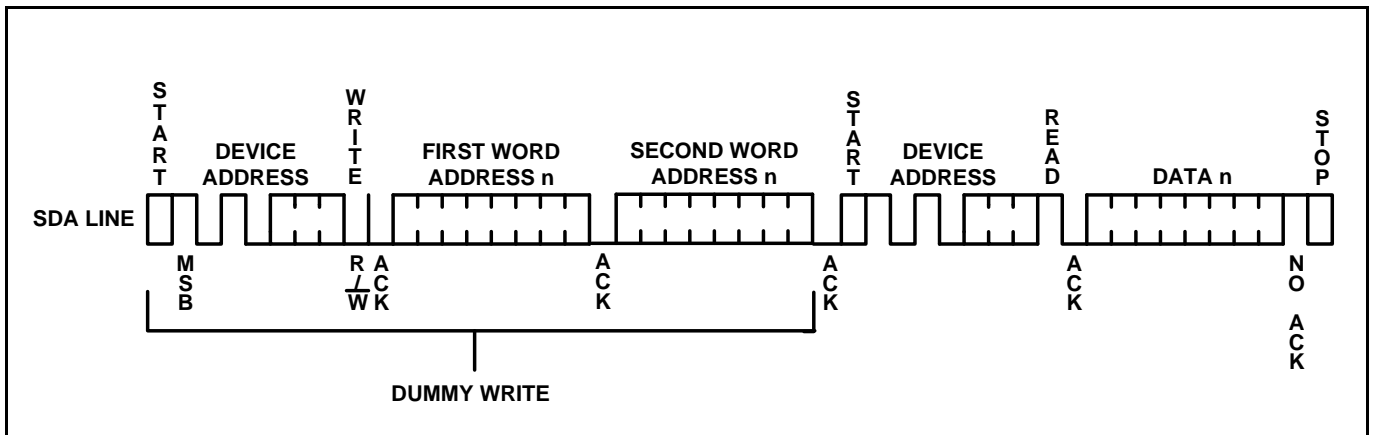 START
DEVICE
ADDRESS
WRITE
FIRST WORD
ADDRESS n
SECOND WORD
ADDRESS n
START
DEVICE
ADDRESS
READ
DATA n
STOP
SDA LINE
MSB
R/W
ACK
ACK
ACK
ACK
NO ACK
DUMMY WRITE